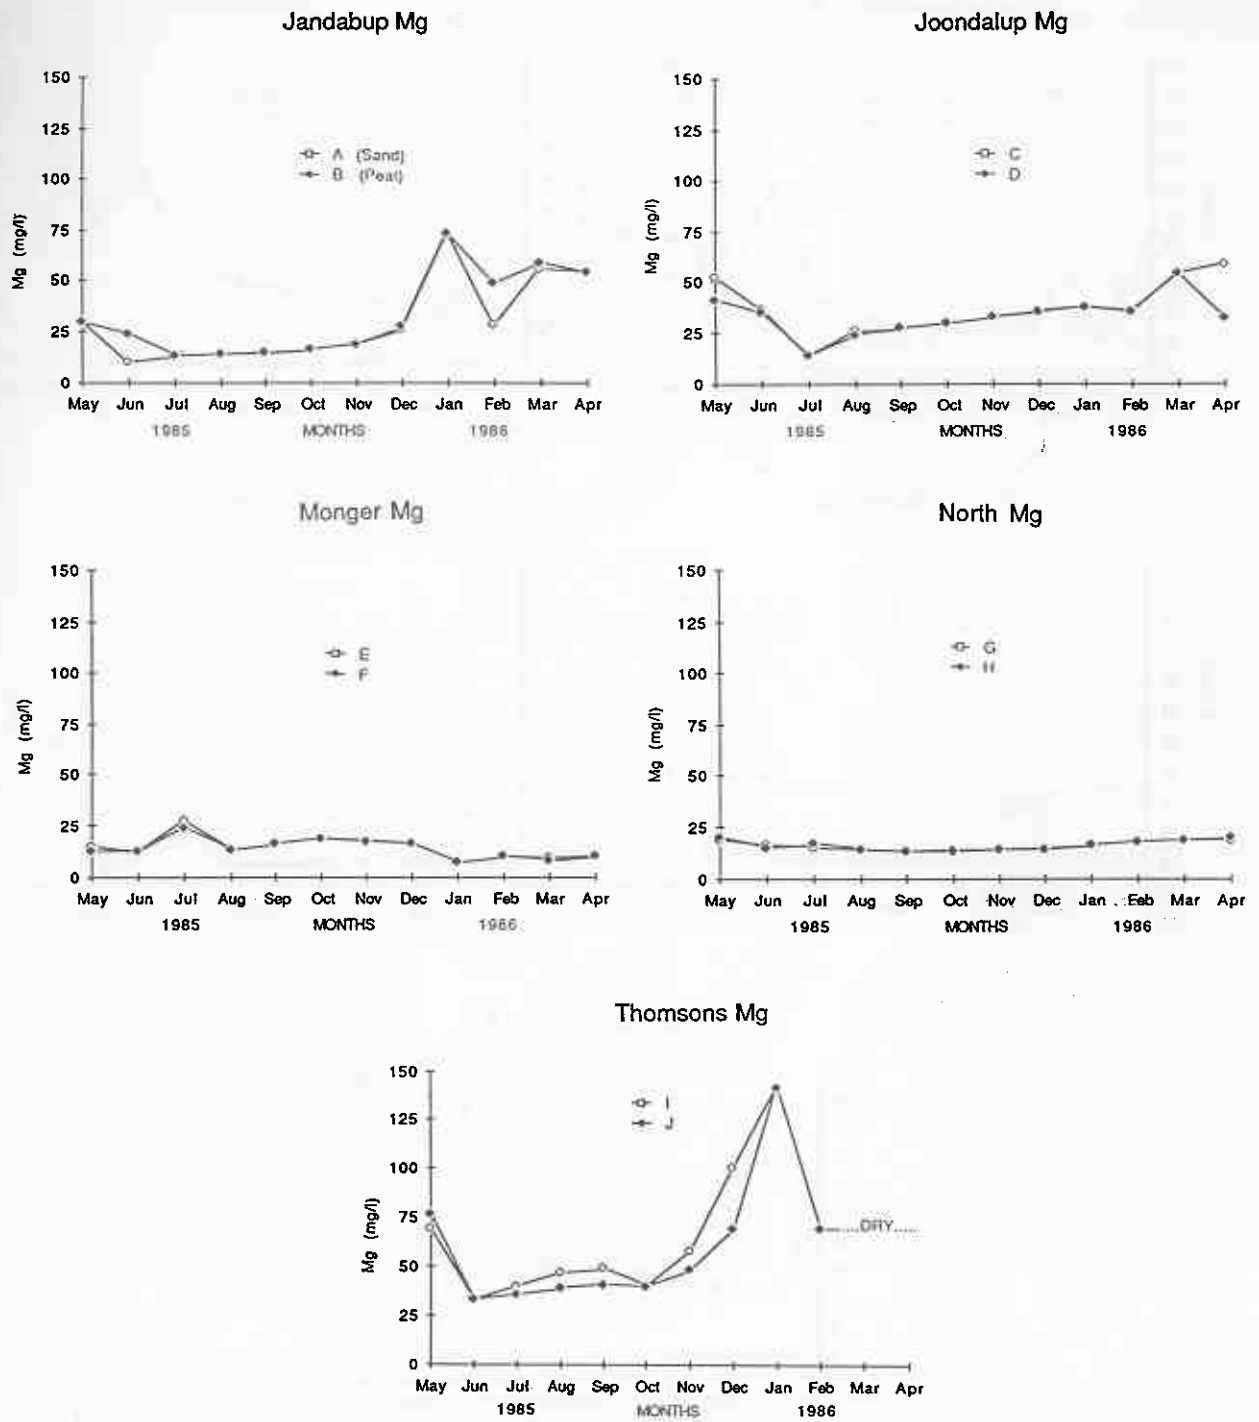 Jandabup Mg
150
125
100
75
50
25
0
Mg (mg/l)
A (Sand)
B (Peat)
May Jun Jul Aug Sep Oct Nov Dec Jan Feb Mar Apr
1985 MONTHS 1986
Joondalup Mg
150
125
100
75
50
25
0
Mg (mg/l)
C
D
May Jun Jul Aug Sep Oct Nov Dec Jan Feb Mar Apr
1985 MONTHS 1986
Monger Mg
150
125
100
75
50
25
0
Mg (mg/l)
E
F
May Jun Jul Aug Sep Oct Nov Dec Jan Feb Mar Apr
1985 MONTHS 1986
North Mg
150
125
100
75
50
25
0
Mg (mg/l)
G
H
May Jun Jul Aug Sep Oct Nov Dec Jan Feb Mar Apr
1985 MONTHS 1986
Thomsons Mg
150
125
100
75
50
25
0
Mg (mg/l)
I
J
....DRY.....
May Jun Jul Aug Sep Oct Nov Dec Jan Feb Mar Apr
1985 MONTHS 1986